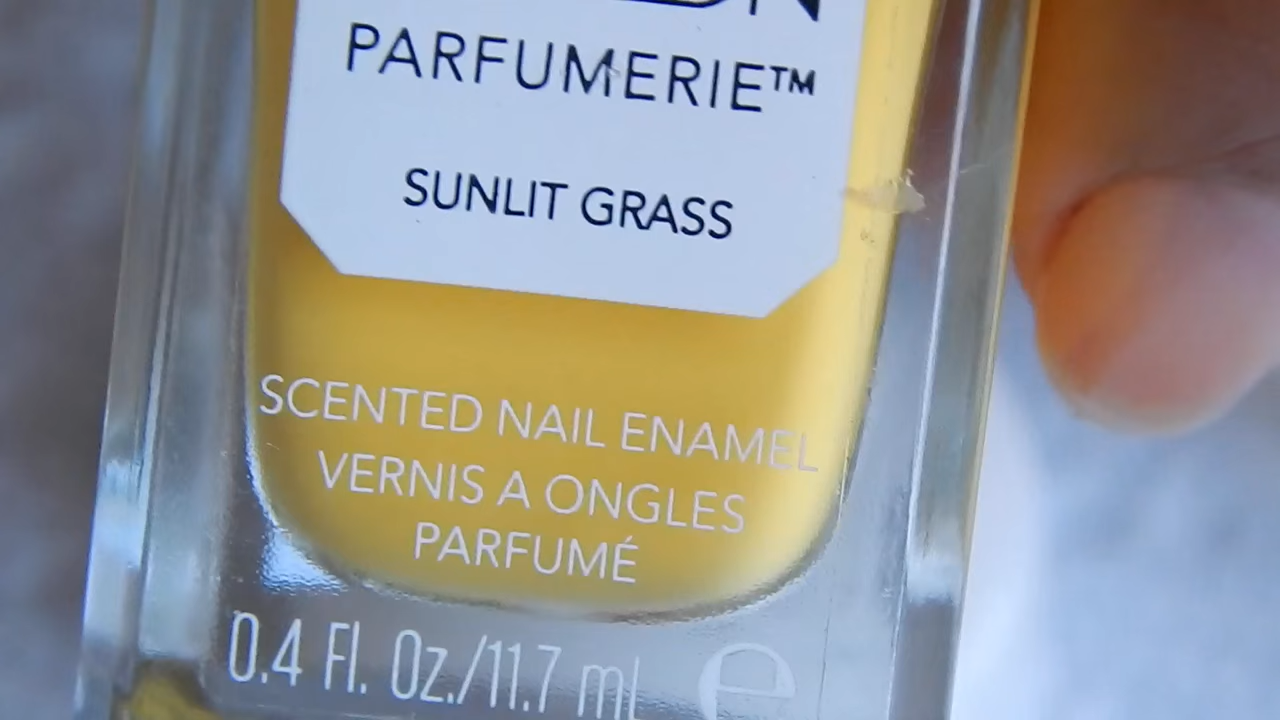 PARFUMERIE™
SUNLIT GRASS
SCENTED NAIL ENAMEL
VERNIS A ONGLES
PARFUMÉ
0.4 Fl. Oz./11.7 mL ℮